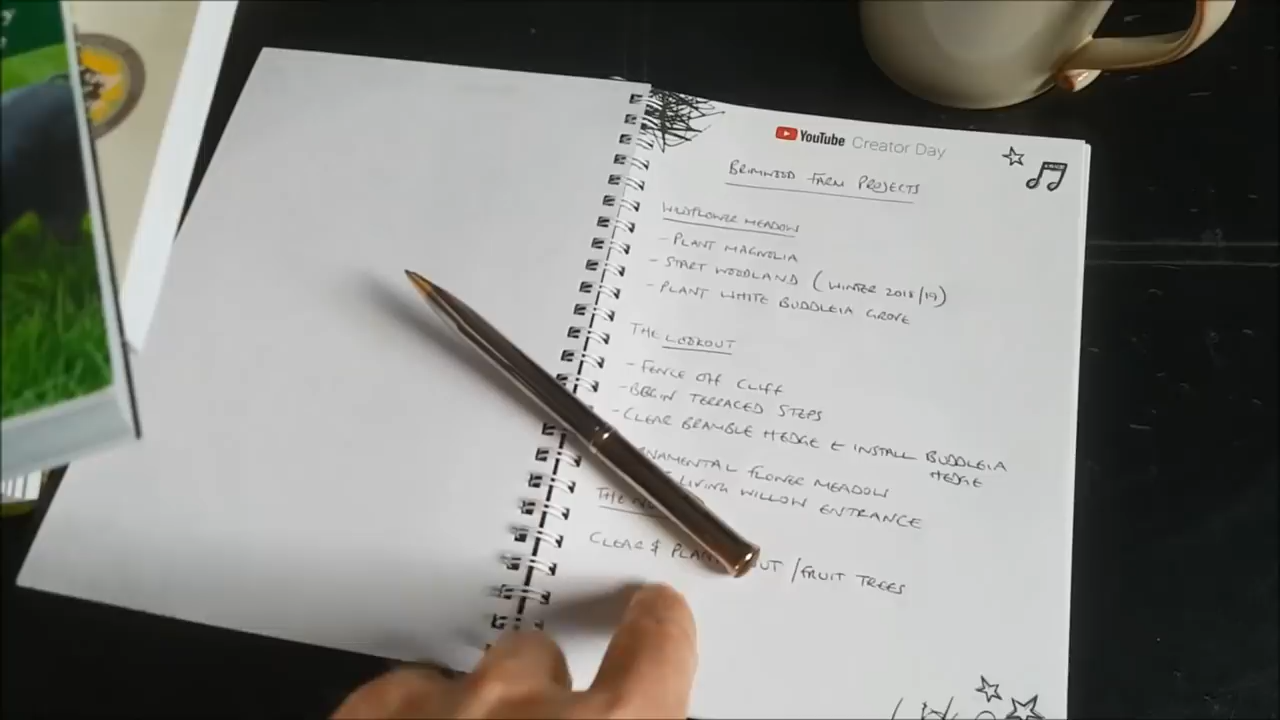 YouTube Creator Day
BRIMWOOD FARM PROJECTS
WILDFLOWER MEADOW
- PLANT MAGNOLIA
- START WOODLAND (WINTER 2018/19)
- PLANT WHITE BUDDLEIA GROVE
THE LOOKOUT
- FENCE OFF CLIFF
- BEGIN TERRACED STEPS
- CLEAR BRAMBLE HEDGE & INSTALL BUDDLEIA
HEDGE
FLOWER MEADOW
LIVING WILLOW ENTRANCE
THE
CLEAR & /FRUIT TREES